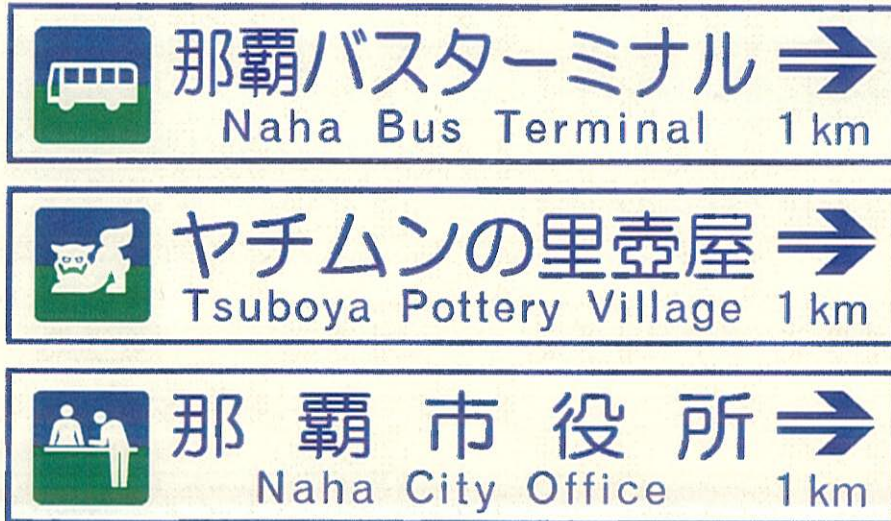 那覇バスターミナル
Naha Bus Terminal 1km
ヤチムンの里壺屋
Tsuboya Pottery Village 1km
那覇市役所
Naha City Office 1km